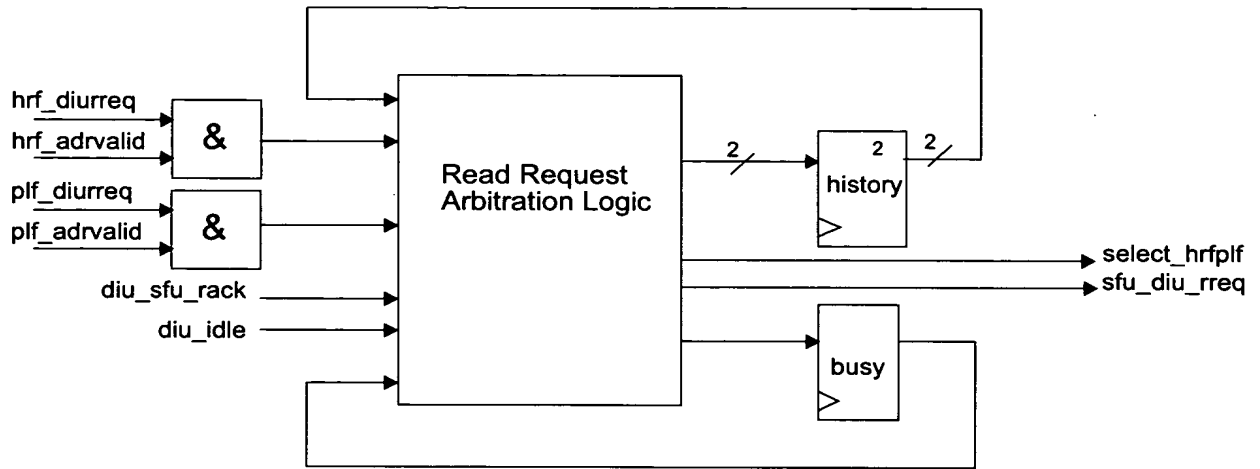 hrf_diurreq
hrf_adrvalid
&
plf_diurreq
plf_adrvalid
&
diu_sfu_rack
diu_idle
Read Request
Arbitration Logic
2
2
2
history
select_hrfplf
sfu_diu_rreq
busy